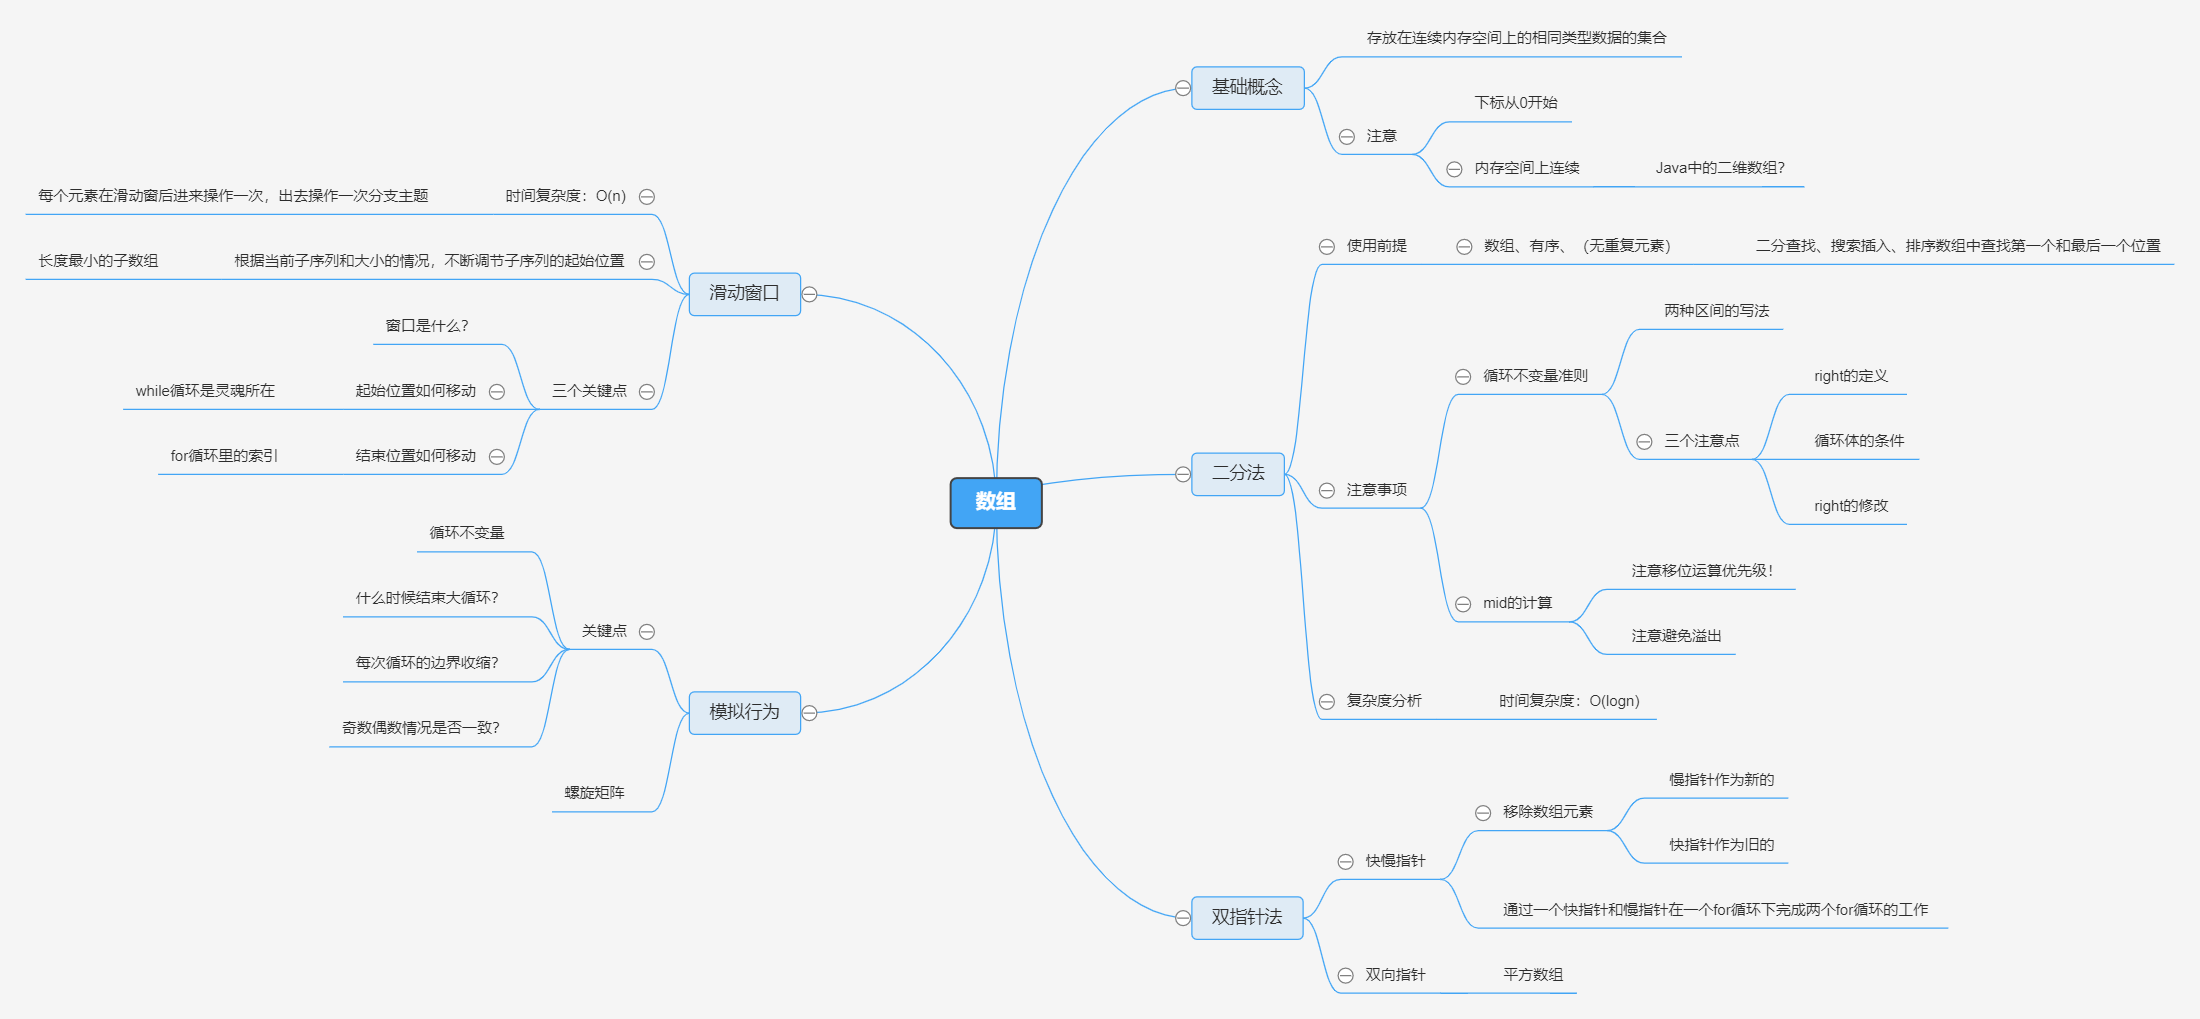 数组
基础概念
存放在连续内存空间上的相同类型数据的集合
注意
下标从0开始
内存空间上连续
Java中的二维数组?
二分法
使用前提
数组、有序、（无重复元素）
二分查找、搜索插入、排序数组中查找第一个和最后一个位置
注意事项
循环不变量准则
两种区间的写法
三个注意点
right的定义
循环体的条件
right的修改
mid的计算
注意移位运算优先级！
注意避免溢出
复杂度分析
时间复杂度：O(logn)
双指针法
快慢指针
移除数组元素
慢指针作为新的
快指针作为旧的
通过一个快指针和慢指针在一个for循环下完成两个for循环的工作
双向指针
平方数组
滑动窗口
时间复杂度：O(n)
每个元素在滑动窗后进来操作一次，出去操作一次分支主题
根据当前子序列和大小的情况，不断调节子序列的起始位置
长度最小的子数组
三个关键点
窗口是什么?
起始位置如何移动
while循环是灵魂所在
结束位置如何移动
for循环里的索引
模拟行为
关键点
循环不变量
什么时候结束大循环?
每次循环的边界收缩?
奇数偶数情况是否一致?
螺旋矩阵